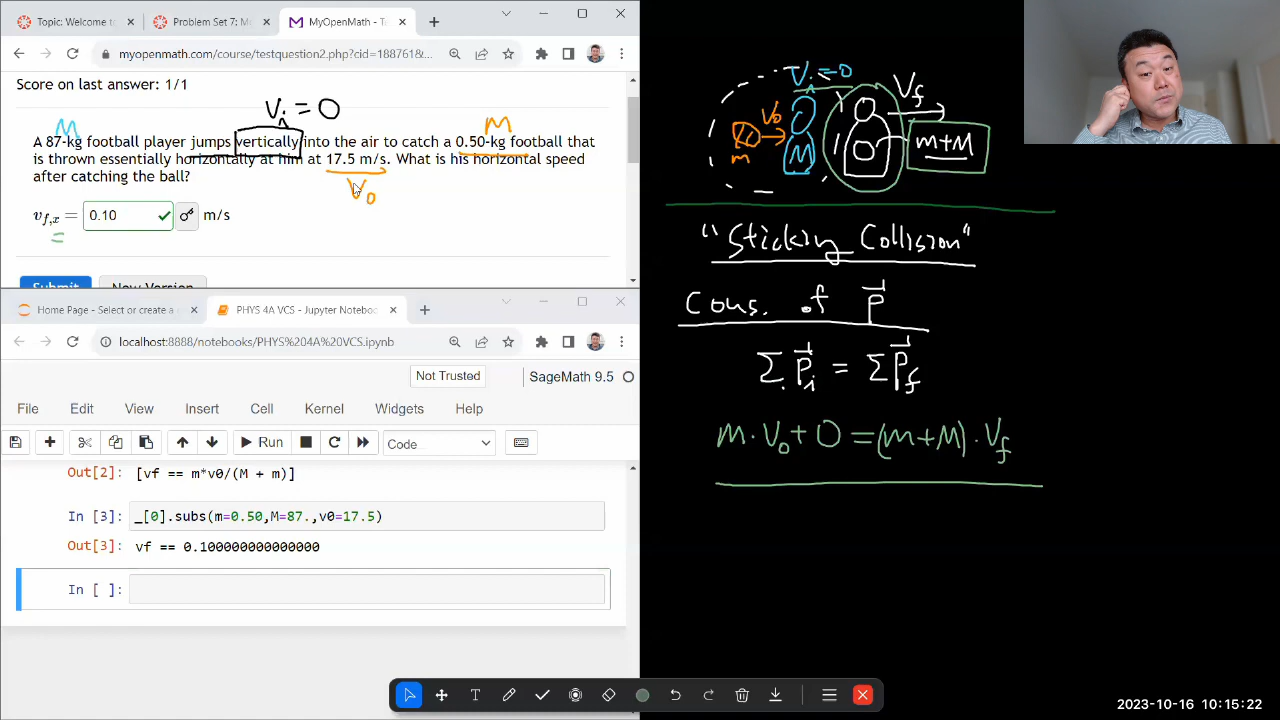 Topic: Welcome to
Problem Set 7: M
MyOpenMath - T
myopenmath.com/course/testquestion2.php?cid=188761&...
Score on last answer: 1/1
Vi = 0
M
m
A 87-kg football player jumps vertically into the air to catch a 0.50-kg football that
is thrown essentially horizontally at him at 17.5 m/s. What is his horizontal speed
after catching the ball?
V0
vf,x = 0.10 m/s
=
Submit New Version
Home Page - Select or create a
PHYS 4A VCS - Jupyter Noteboo
localhost:8888/notebooks/PHYS%204A%20VCS.ipynb
Not Trusted SageMath 9.5
File Edit View Insert Cell Kernel Widgets Help
Run Code
Out[2]: [vf == m*v0/(M + m)]
In [3]: _[0].subs(m=0.50,M=87.,v0=17.5)
Out[3]: vf == 0.100000000000000
In [ ]:
Vi = 0
Vf
V0
m
M
m+M
"Sticking Collision"
Cons. of p⃗
Σ p⃗i = Σ p⃗f
m·V0 + 0 = (m+M)·Vf
T
2023-10-16 10:15:22